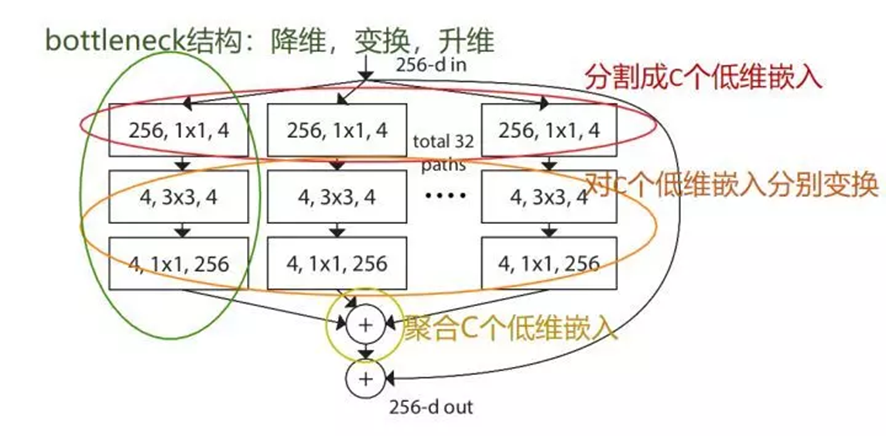 bottleneck结构：降维，变换，升维
256-d in
分割成C个低维嵌入
256, 1x1, 4
256, 1x1, 4
256, 1x1, 4
total 32
paths
4, 3x3, 4
4, 3x3, 4
....
4, 3x3, 4
对C个低维嵌入分别变换
4, 1x1, 256
4, 1x1, 256
4, 1x1, 256
+
聚合C个低维嵌入
+
256-d out